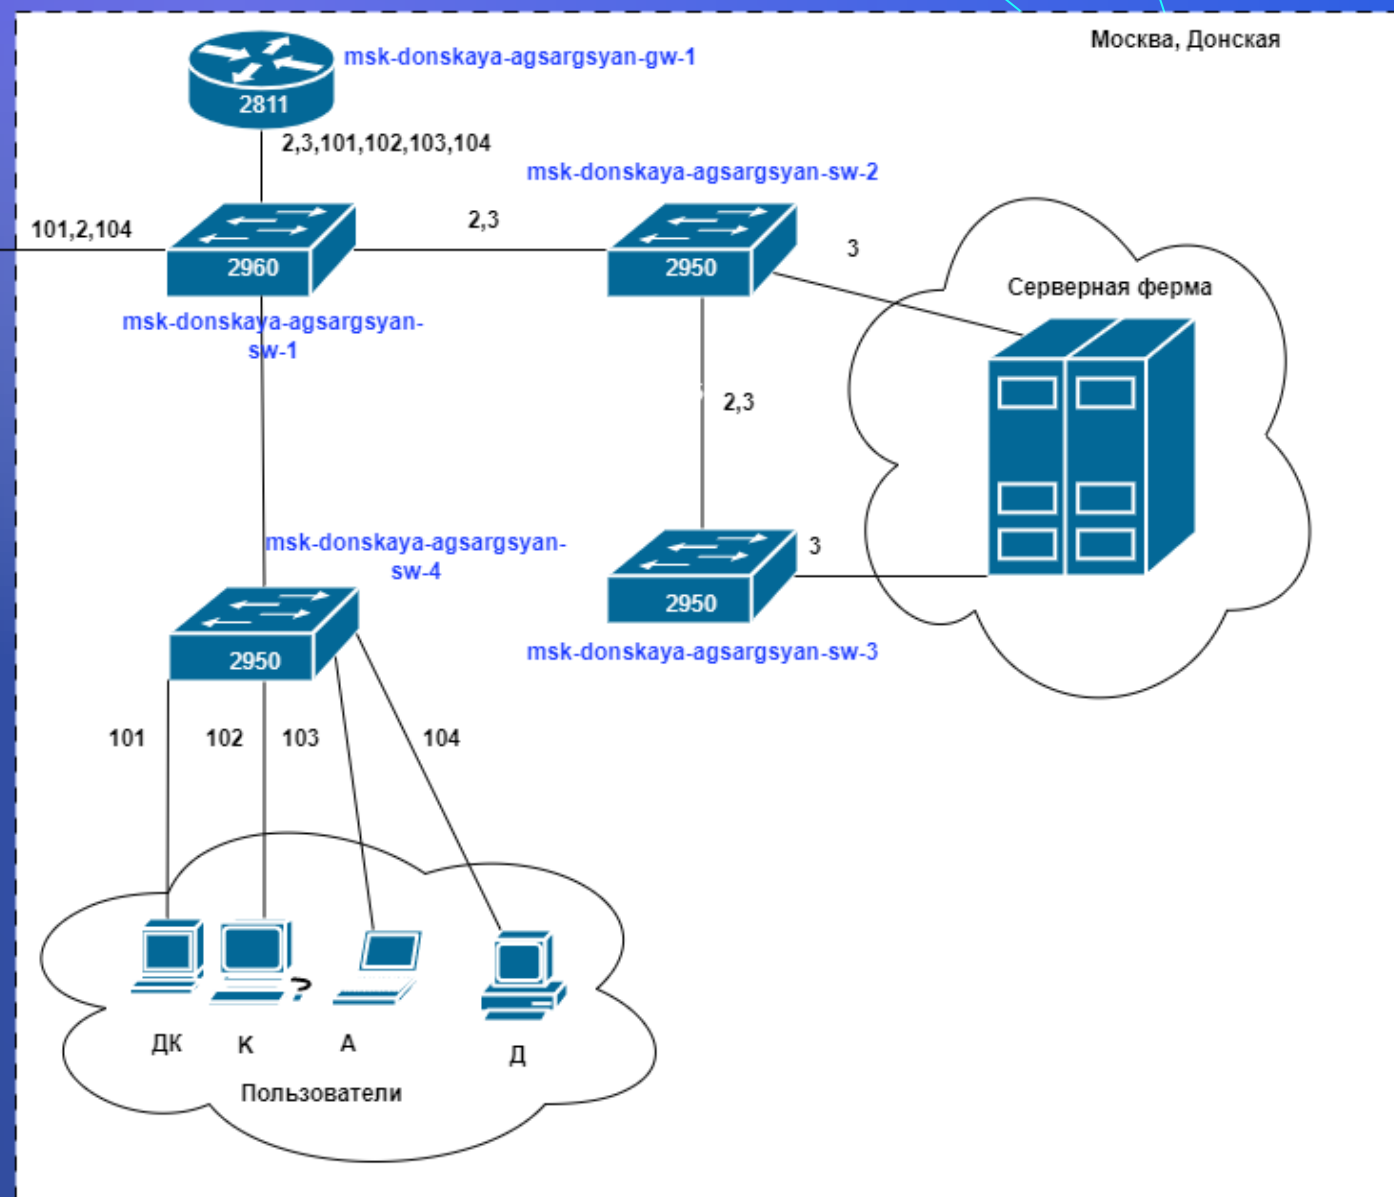 Москва, Донская
msk-donskaya-agsargsyan-gw-1
2811
2,3,101,102,103,104
msk-donskaya-agsargsyan-sw-2
101,2,104
2,3
2960
2950
3
Серверная ферма
msk-donskaya-agsargsyan-
sw-1
2,3
msk-donskaya-agsargsyan-
sw-4
3
2950
msk-donskaya-agsargsyan-sw-3
2950
101
102
103
104
?
ДК
К
А
Д
Пользователи